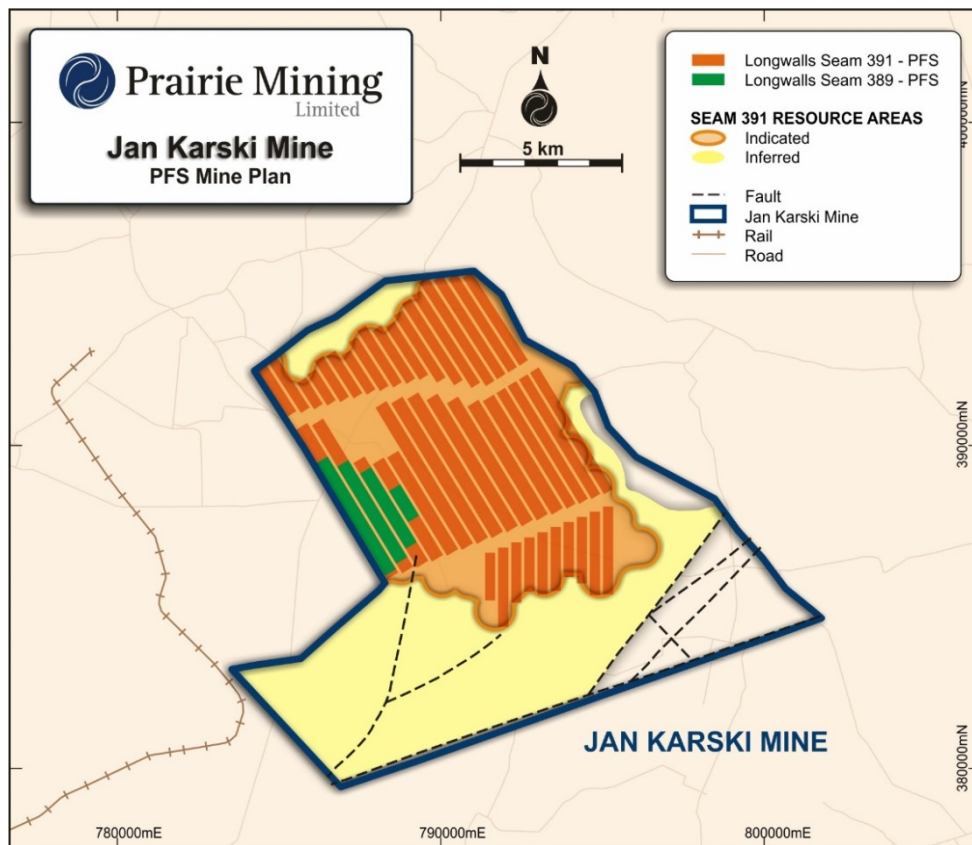 Prairie Mining
Limited
Jan Karski Mine
PFS Mine Plan
N
5 km
Longwalls Seam 391 - PFS
Longwalls Seam 389 - PFS
SEAM 391 RESOURCE AREAS
Indicated
Inferred
Fault
Jan Karski Mine
Rail
Road
400000mN
390000mN
380000mN
JAN KARSKI MINE
780000mE
790000mE
800000mE